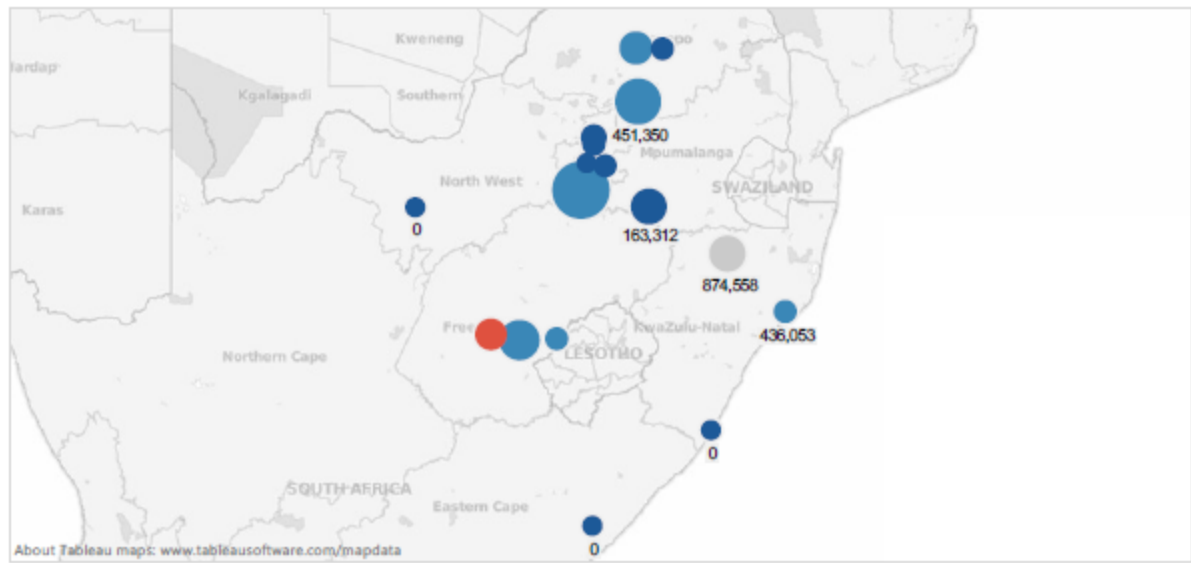 Kweneng
Kgalagadi
Southern
451,350
Mpumalanga
North West
SWAZILAND
Karas
0
163,312
874,558
Free
KwaZulu-Natal
436,053
Northern Cape
LESOTHO
0
SOUTH AFRICA
Eastern Cape
0
About Tableau maps: www.tableausoftware.com/mapdata